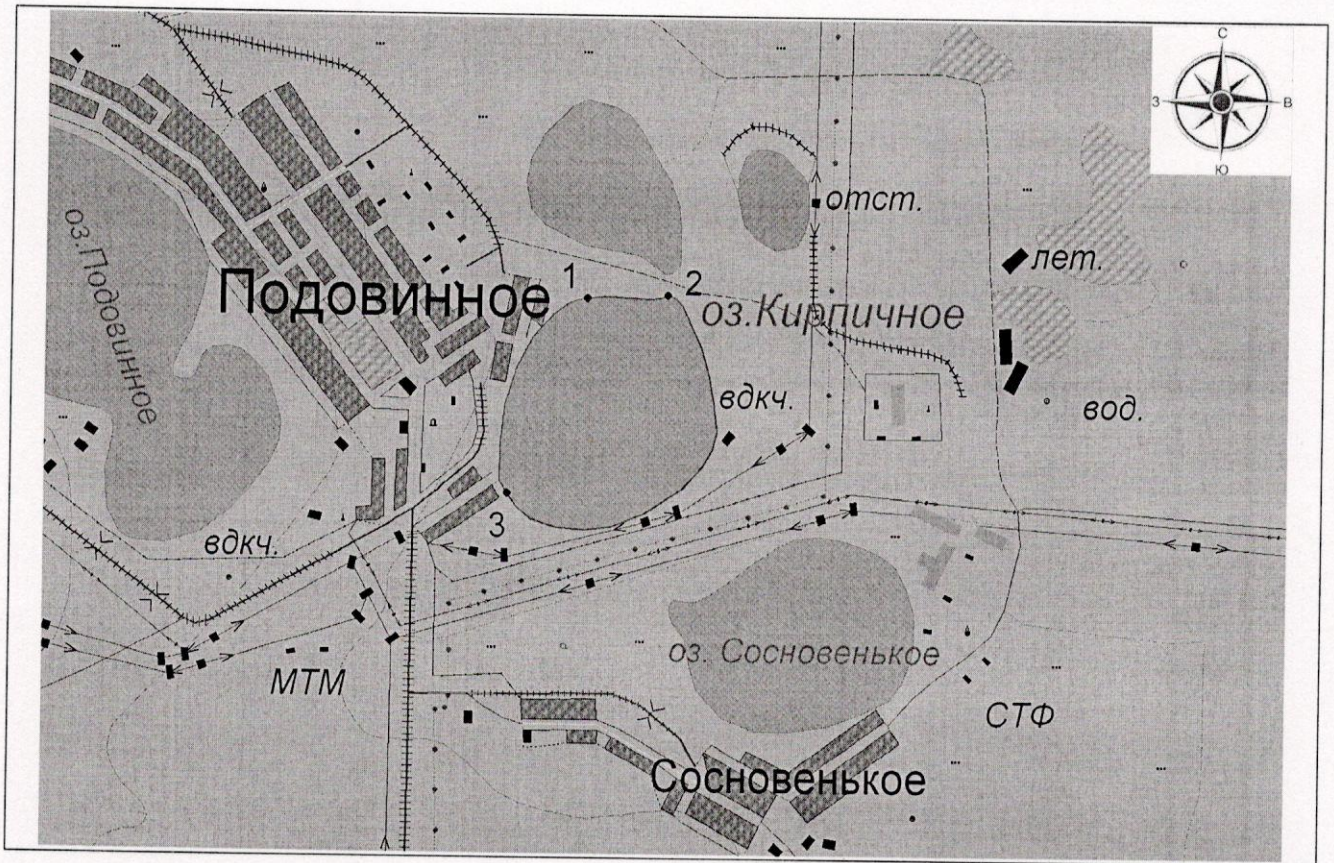 С
З
В
Ю
отст.
лет.
оз.Подовинное
Подовинное
1
2
оз.Кирпичное
вдкч.
вод.
3
вдкч.
оз. Сосновенькое
МТМ
СТФ
Сосновенькое